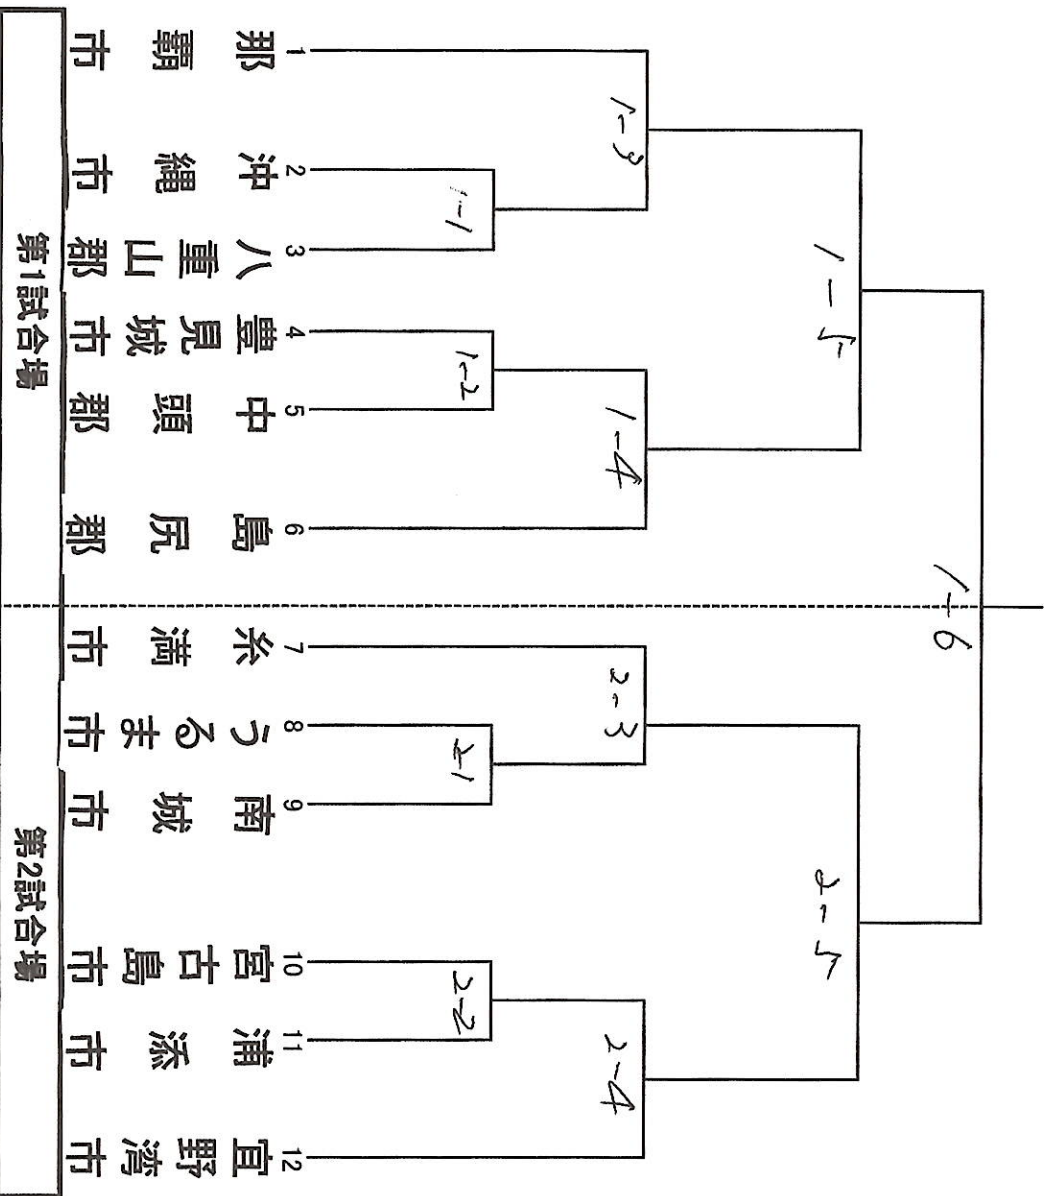 1-6
1-5
2-5
1-3
1-4
2-3
2-4
1-1
1-2
2-1
2-2
1 那覇市
2 沖縄市
3 八重山郡
4 豊見城市
5 中頭郡
6 島尻郡
7 糸満市
8 うるま市
9 南城市
10 宮古島市
11 浦添市
12 宜野湾市
第1試合場
第2試合場